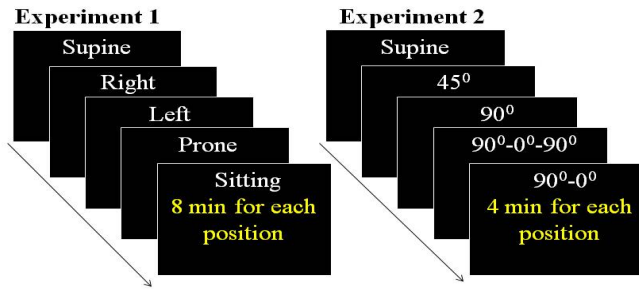 Experiment 1
Supine
Right
Left
Prone
Sitting
8 min for each
position
Experiment 2
Supine
45⁰
90⁰
90⁰-0⁰-90⁰
90⁰-0⁰
4 min for each
position